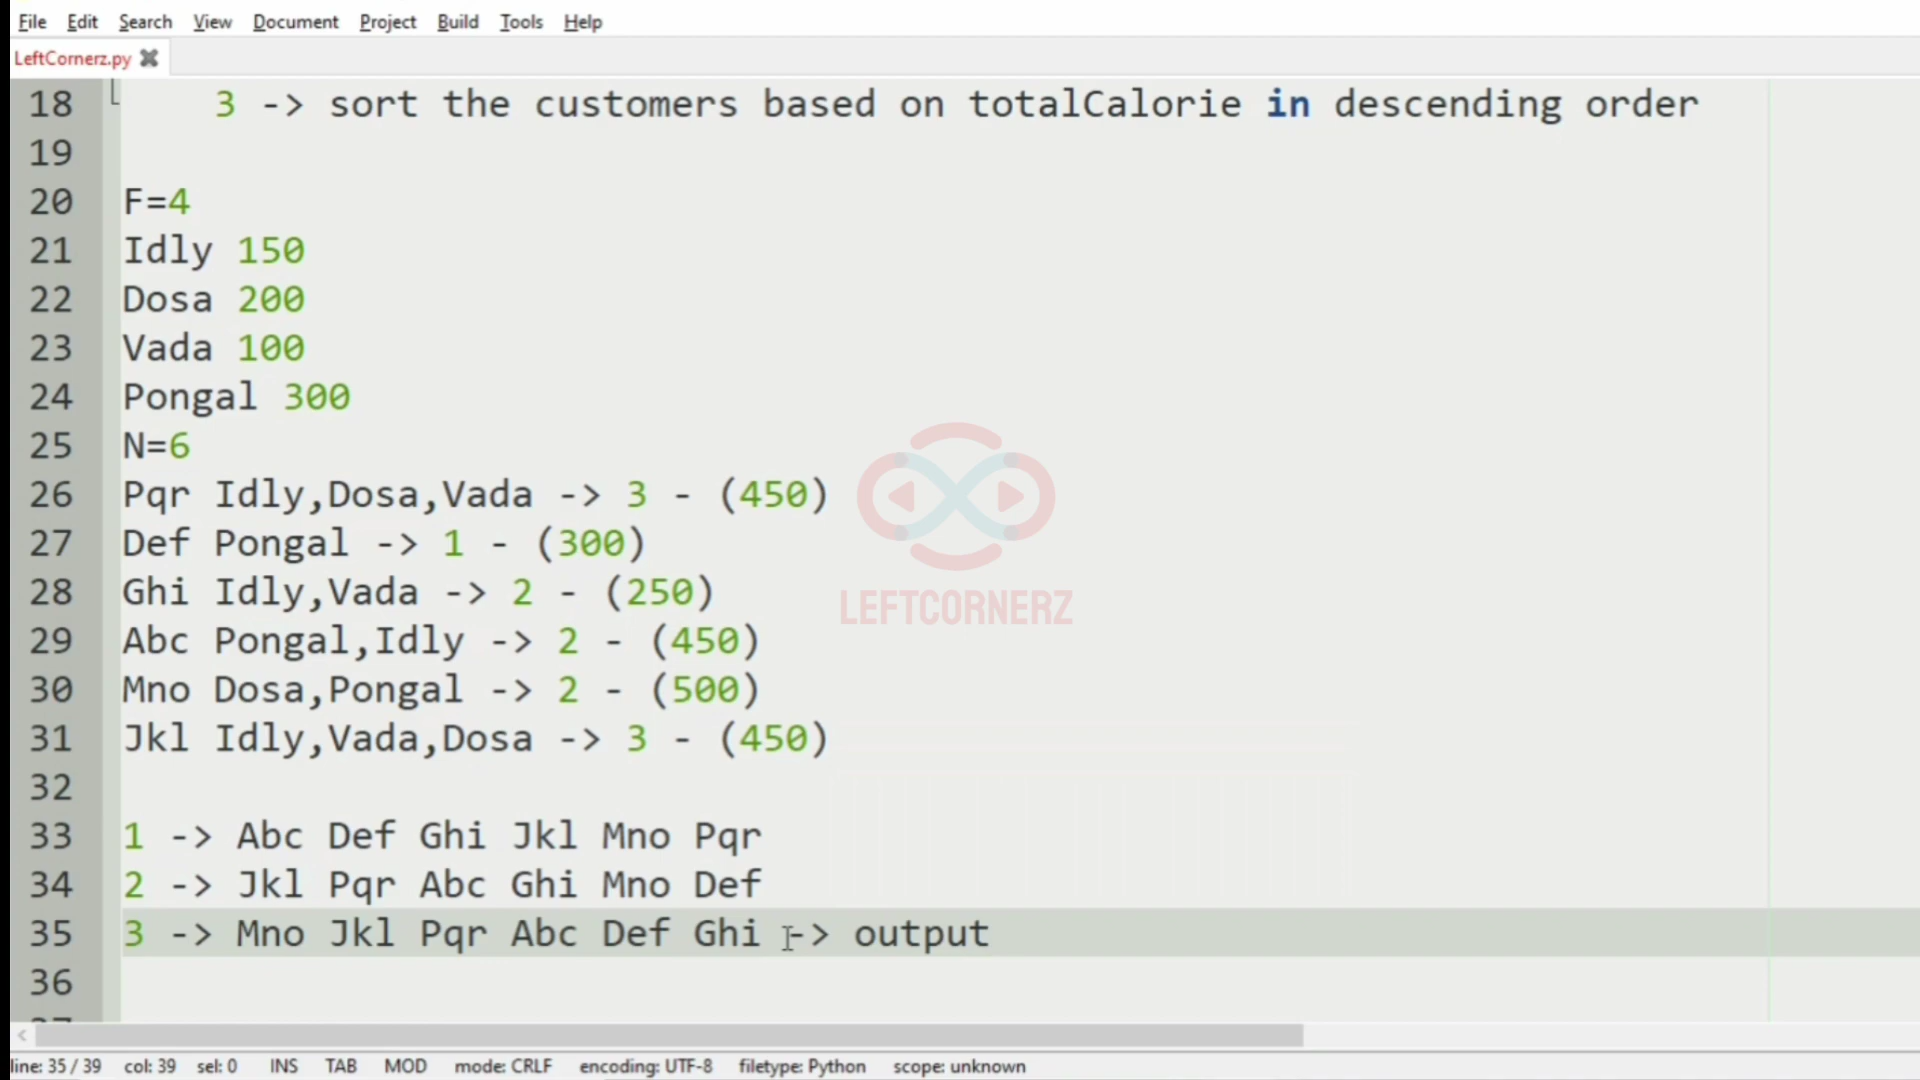 File Edit Search View Document Project Build Tools Help
LeftCornerz.py
18 3 -> sort the customers based on totalCalorie in descending order
19
20 F=4
21 Idly 150
22 Dosa 200
23 Vada 100
24 Pongal 300
25 N=6
26 Pqr Idly,Dosa,Vada -> 3 - (450)
27 Def Pongal -> 1 - (300)
28 Ghi Idly,Vada -> 2 - (250)
29 Abc Pongal,Idly -> 2 - (450)
30 Mno Dosa,Pongal -> 2 - (500)
31 Jkl Idly,Vada,Dosa -> 3 - (450)
LEFTCORNERZ
32
33 1 -> Abc Def Ghi Jkl Mno Pqr
34 2 -> Jkl Pqr Abc Ghi Mno Def
35 3 -> Mno Jkl Pqr Abc Def Ghi -> output
36
line: 35 / 39 col: 39 sel: 0 INS TAB MOD mode: CRLF encoding: UTF-8 filetype: Python scope: unknown